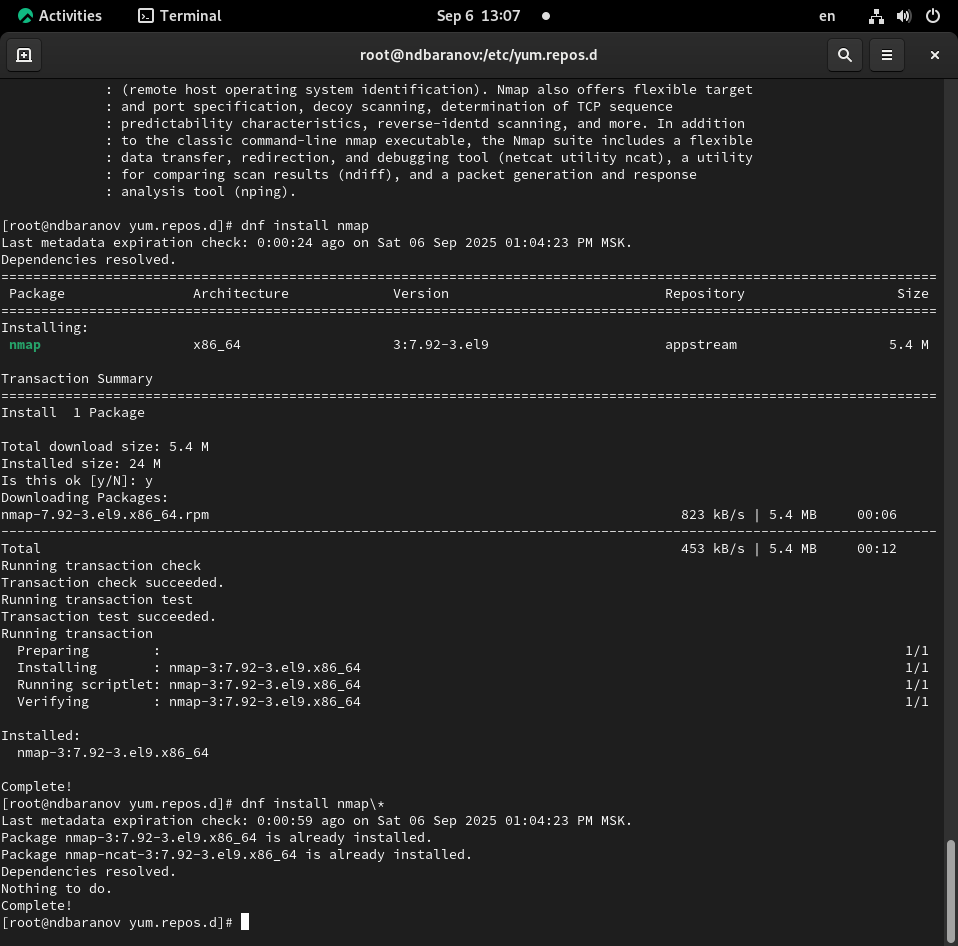 Activities Terminal Sep 6 13:07 en
root@ndbaranov:/etc/yum.repos.d
: (remote host operating system identification). Nmap also offers flexible target
: and port specification, decoy scanning, determination of TCP sequence
: predictability characteristics, reverse-identd scanning, and more. In addition
: to the classic command-line nmap executable, the Nmap suite includes a flexible
: data transfer, redirection, and debugging tool (netcat utility ncat), a utility
: for comparing scan results (ndiff), and a packet generation and response
: analysis tool (nping).
[root@ndbaranov yum.repos.d]# dnf install nmap
Last metadata expiration check: 0:00:24 ago on Sat 06 Sep 2025 01:04:23 PM MSK.
Dependencies resolved.
=====================================================================================================================
Package Architecture Version Repository Size
=====================================================================================================================
Installing:
nmap x86_64 3:7.92-3.el9 appstream 5.4 M
Transaction Summary
=====================================================================================================================
Install 1 Package
Total download size: 5.4 M
Installed size: 24 M
Is this ok [y/N]: y
Downloading Packages:
nmap-7.92-3.el9.x86_64.rpm 823 kB/s | 5.4 MB 00:06
---------------------------------------------------------------------------------------------------------------------
Total 453 kB/s | 5.4 MB 00:12
Running transaction check
Transaction check succeeded.
Running transaction test
Transaction test succeeded.
Running transaction
Preparing : 1/1
Installing : nmap-3:7.92-3.el9.x86_64 1/1
Running scriptlet: nmap-3:7.92-3.el9.x86_64 1/1
Verifying : nmap-3:7.92-3.el9.x86_64 1/1
Installed:
nmap-3:7.92-3.el9.x86_64
Complete!
[root@ndbaranov yum.repos.d]# dnf install nmap\*
Last metadata expiration check: 0:00:59 ago on Sat 06 Sep 2025 01:04:23 PM MSK.
Package nmap-3:7.92-3.el9.x86_64 is already installed.
Package nmap-ncat-3:7.92-3.el9.x86_64 is already installed.
Dependencies resolved.
Nothing to do.
Complete!
[root@ndbaranov yum.repos.d]#